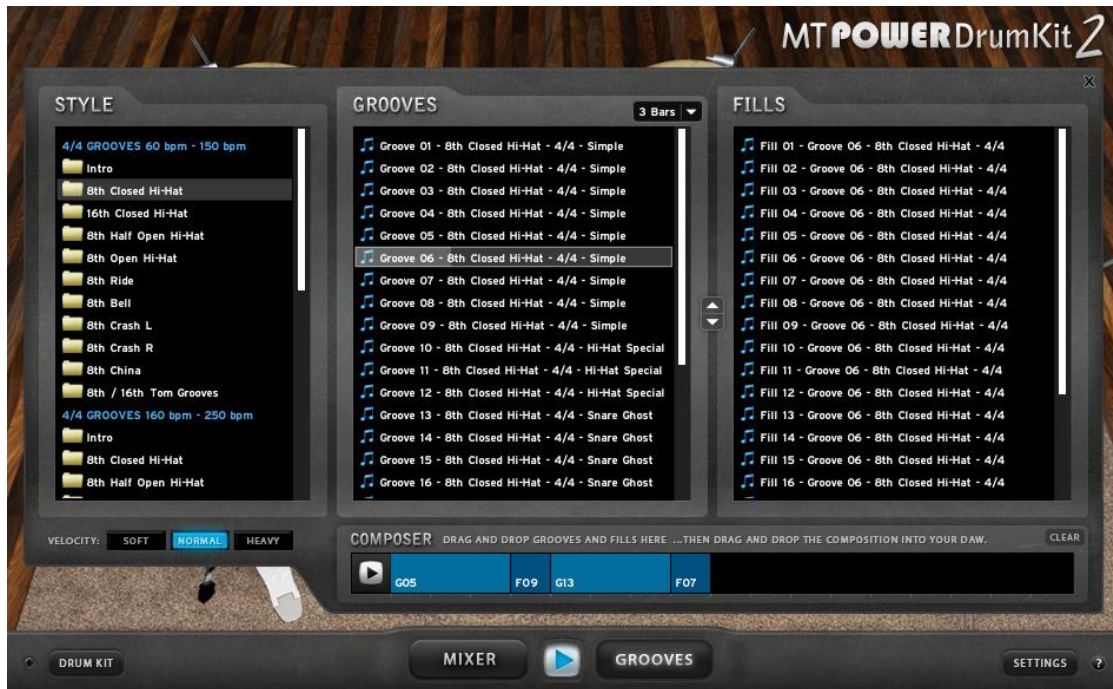 MT POWER DrumKit 2
x
STYLE
4/4 GROOVES 60 bpm - 150 bpm
Intro
8th Closed Hi-Hat
16th Closed Hi-Hat
8th Half Open Hi-Hat
8th Open Hi-Hat
8th Ride
8th Bell
8th Crash L
8th Crash R
8th China
8th / 16th Tom Grooves
4/4 GROOVES 160 bpm - 250 bpm
Intro
8th Closed Hi-Hat
8th Half Open Hi-Hat
GROOVES
3 Bars
Groove 01 - 8th Closed Hi-Hat - 4/4 - Simple
Groove 02 - 8th Closed Hi-Hat - 4/4 - Simple
Groove 03 - 8th Closed Hi-Hat - 4/4 - Simple
Groove 04 - 8th Closed Hi-Hat - 4/4 - Simple
Groove 05 - 8th Closed Hi-Hat - 4/4 - Simple
Groove 06 - 8th Closed Hi-Hat - 4/4 - Simple
Groove 07 - 8th Closed Hi-Hat - 4/4 - Simple
Groove 08 - 8th Closed Hi-Hat - 4/4 - Simple
Groove 09 - 8th Closed Hi-Hat - 4/4 - Simple
Groove 10 - 8th Closed Hi-Hat - 4/4 - Hi-Hat Special
Groove 11 - 8th Closed Hi-Hat - 4/4 - Hi-Hat Special
Groove 12 - 8th Closed Hi-Hat - 4/4 - Hi-Hat Special
Groove 13 - 8th Closed Hi-Hat - 4/4 - Snare Ghost
Groove 14 - 8th Closed Hi-Hat - 4/4 - Snare Ghost
Groove 15 - 8th Closed Hi-Hat - 4/4 - Snare Ghost
Groove 16 - 8th Closed Hi-Hat - 4/4 - Snare Ghost
FILLS
Fill 01 - Groove 06 - 8th Closed Hi-Hat - 4/4
Fill 02 - Groove 06 - 8th Closed Hi-Hat - 4/4
Fill 03 - Groove 06 - 8th Closed Hi-Hat - 4/4
Fill 04 - Groove 06 - 8th Closed Hi-Hat - 4/4
Fill 05 - Groove 06 - 8th Closed Hi-Hat - 4/4
Fill 06 - Groove 06 - 8th Closed Hi-Hat - 4/4
Fill 07 - Groove 06 - 8th Closed Hi-Hat - 4/4
Fill 08 - Groove 06 - 8th Closed Hi-Hat - 4/4
Fill 09 - Groove 06 - 8th Closed Hi-Hat - 4/4
Fill 10 - Groove 06 - 8th Closed Hi-Hat - 4/4
Fill 11 - Groove 06 - 8th Closed Hi-Hat - 4/4
Fill 12 - Groove 06 - 8th Closed Hi-Hat - 4/4
Fill 13 - Groove 06 - 8th Closed Hi-Hat - 4/4
Fill 14 - Groove 06 - 8th Closed Hi-Hat - 4/4
Fill 15 - Groove 06 - 8th Closed Hi-Hat - 4/4
Fill 16 - Groove 06 - 8th Closed Hi-Hat - 4/4
VELOCITY: SOFT NORMAL HEAVY
COMPOSER DRAG AND DROP GROOVES AND FILLS HERE ...THEN DRAG AND DROP THE COMPOSITION INTO YOUR DAW. CLEAR
G05 F09 G13 F07
DRUM KIT MIXER GROOVES SETTINGS ?